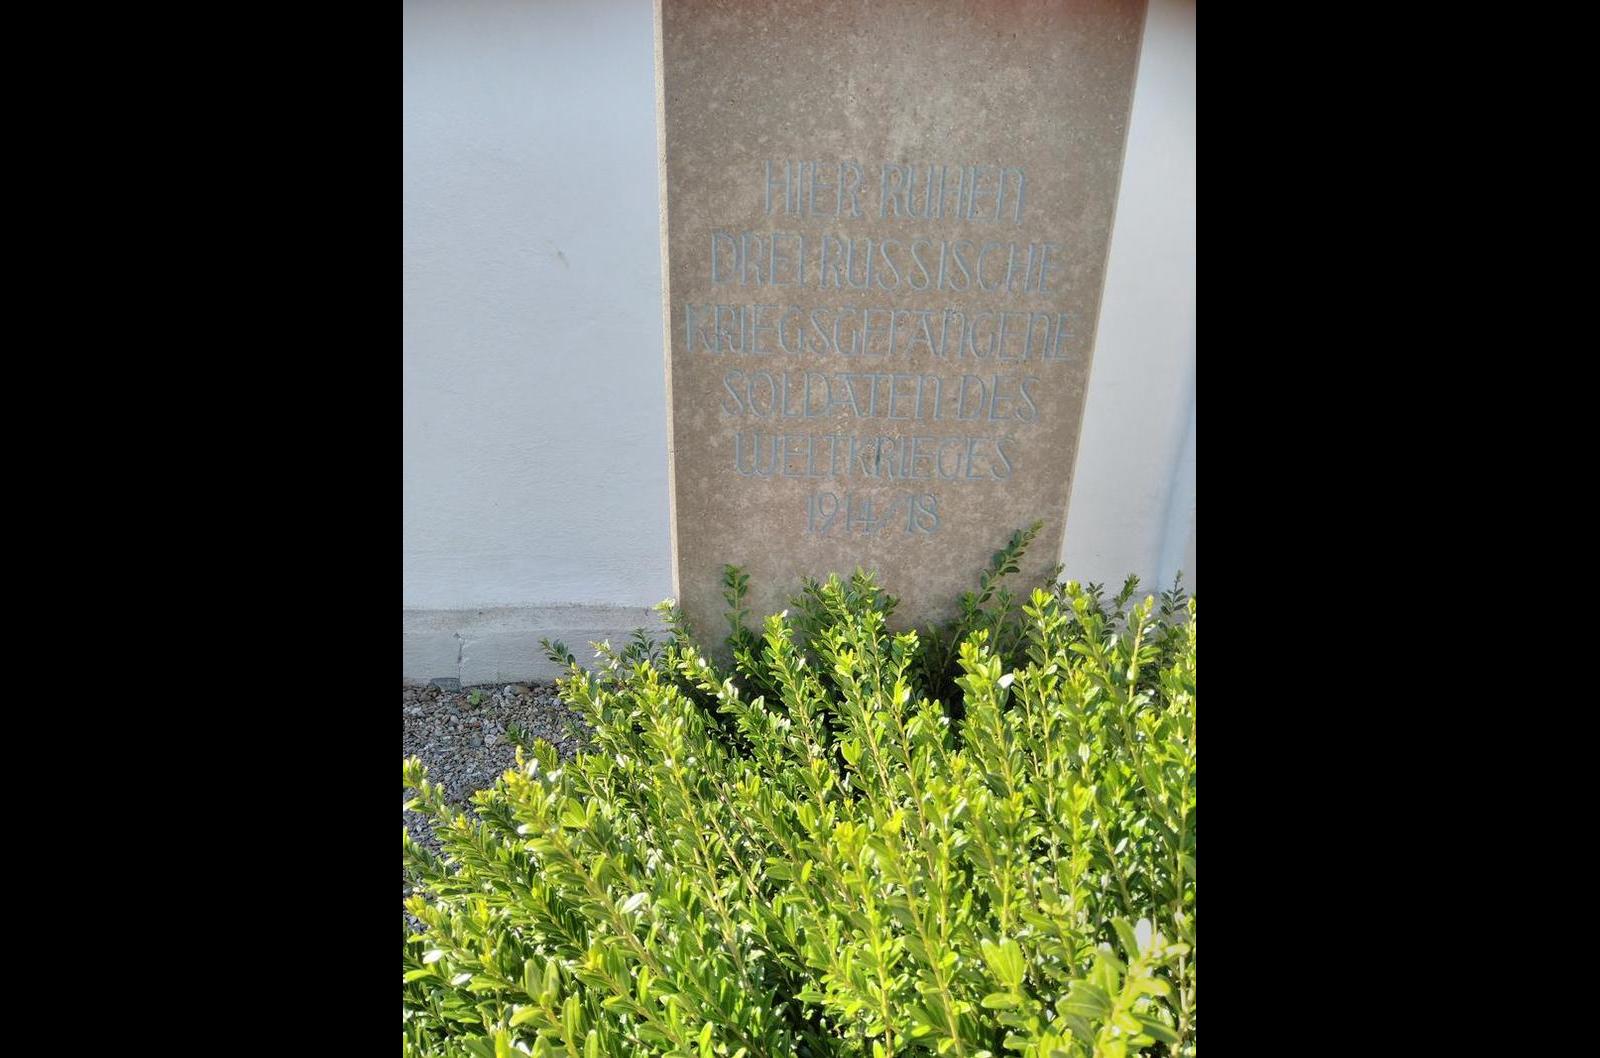 HIER RUHEN
DREI RUSSISCHE
KRIEGSGEFANGENE
SOLDATEN DES
WELTKRIEGES
1914/18